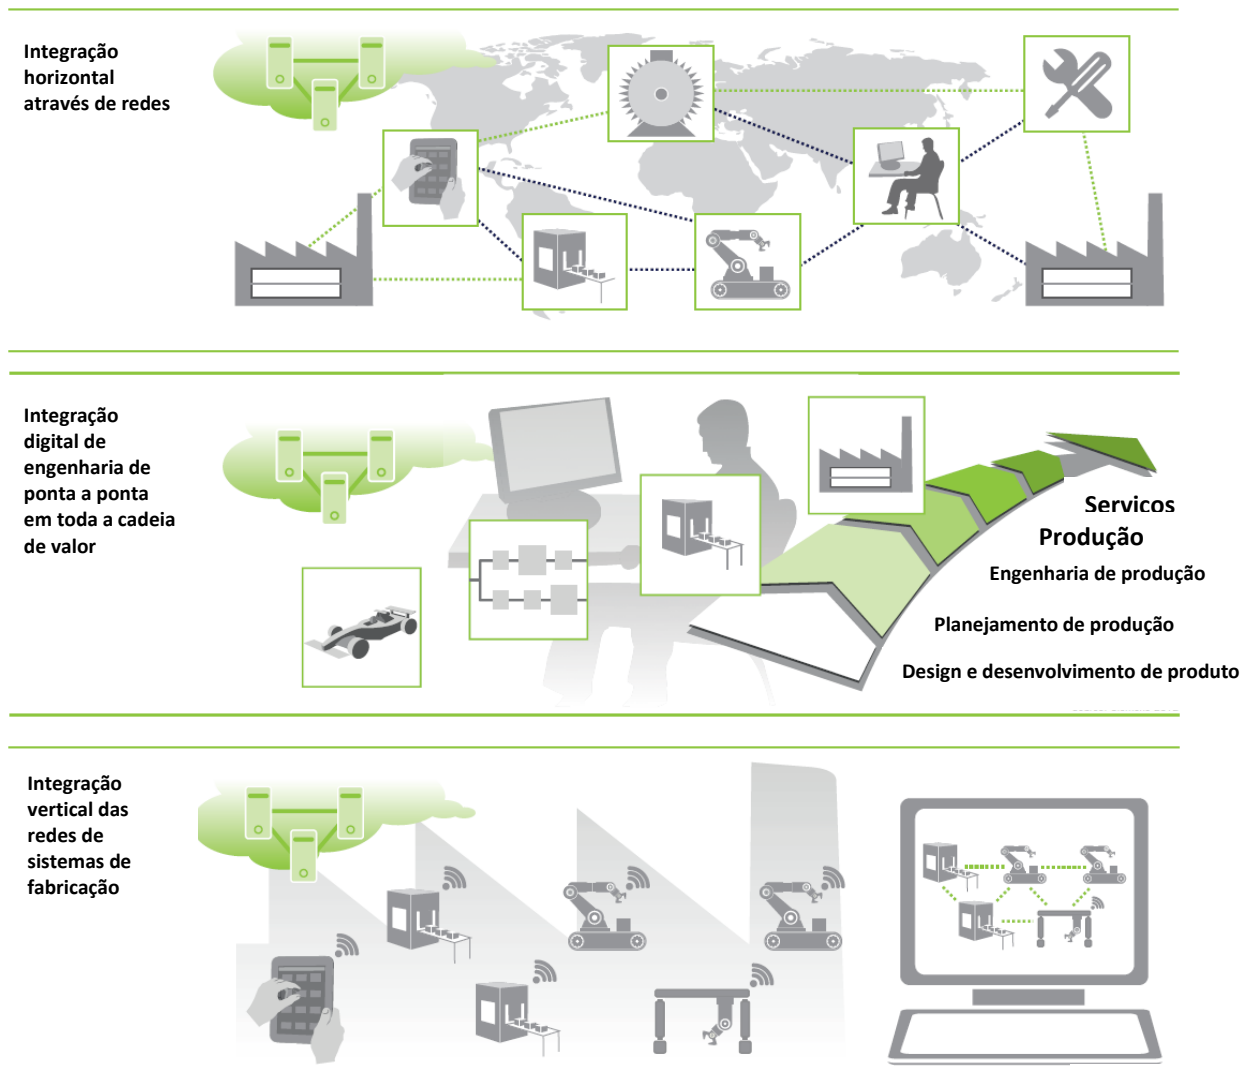 Integração
horizontal
através de redes
Integração
digital de
engenharia de
ponta a ponta
em toda a cadeia
de valor
Serviços
Produção
Engenharia de produção
Planejamento de produção
Design e desenvolvimento de produto
Integração
vertical das
redes de
sistemas de
fabricação